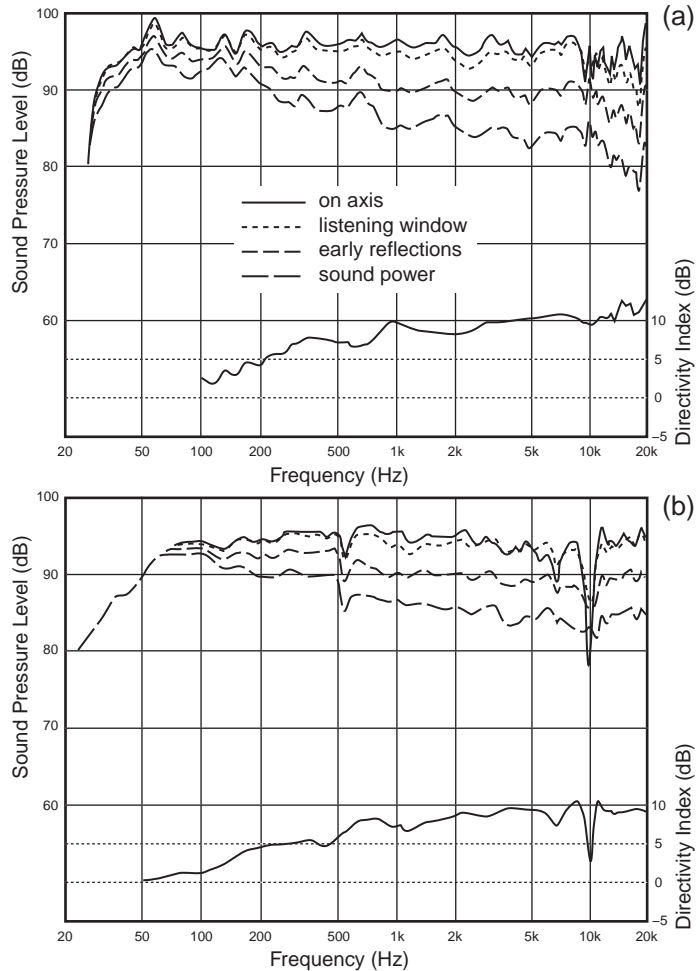 (a)
100
90
80
70
60
Sound Pressure Level (dB)
on axis
listening window
early reflections
sound power
10
5
0
–5
Directivity Index (dB)
20 50 100 200 500 1k 2k 5k 10k 20k
Frequency (Hz)
(b)
100
90
80
70
60
Sound Pressure Level (dB)
10
5
0
–5
Directivity Index (dB)
20 50 100 200 500 1k 2k 5k 10k 20k
Frequency (Hz)